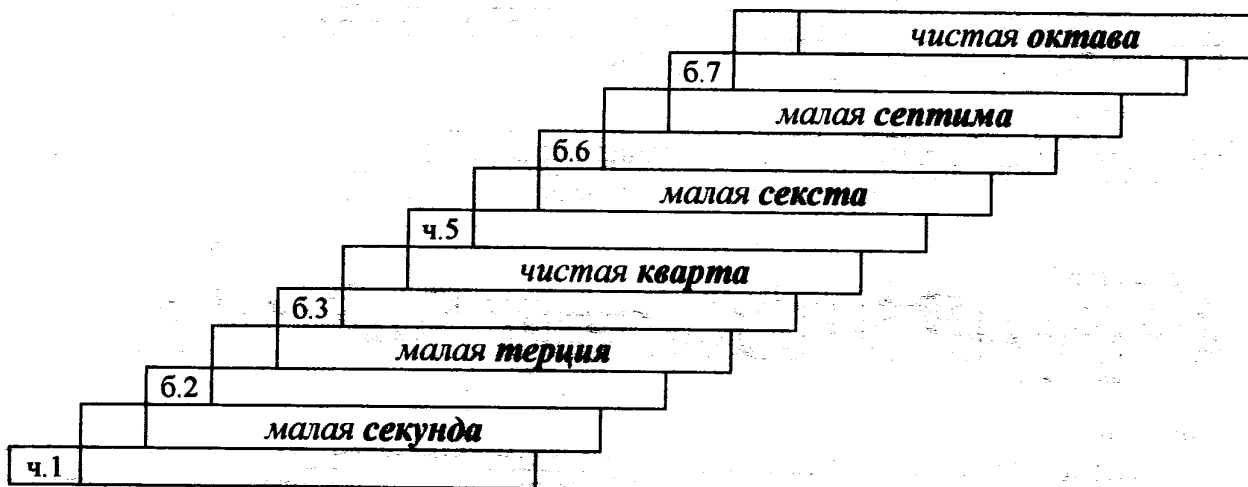 чистая октава
б.7
малая септима
б.6
малая секста
ч.5
чистая кварта
б.3
малая терция
б.2
малая секунда
ч.1